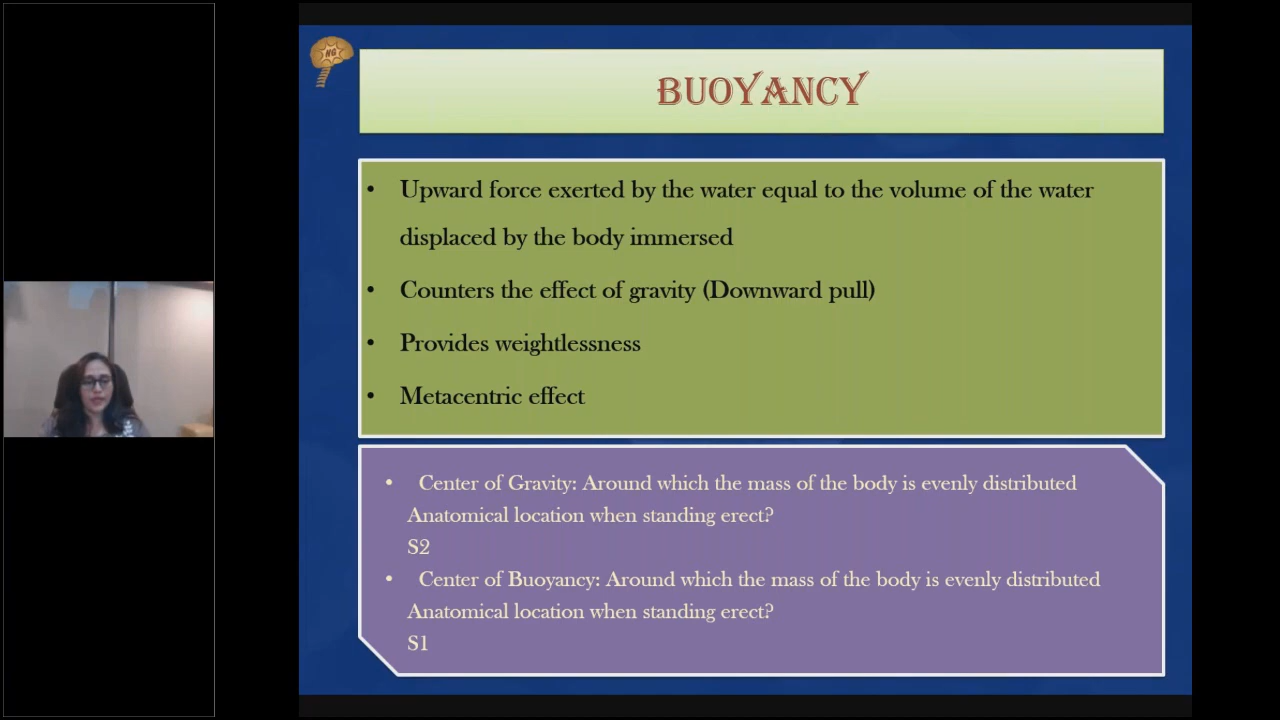 NG
BUOYANCY
• Upward force exerted by the water equal to the volume of the water
displaced by the body immersed
• Counters the effect of gravity (Downward pull)
• Provides weightlessness
• Metacentric effect
• Center of Gravity: Around which the mass of the body is evenly distributed
Anatomical location when standing erect?
S2
• Center of Buoyancy: Around which the mass of the body is evenly distributed
Anatomical location when standing erect?
S1